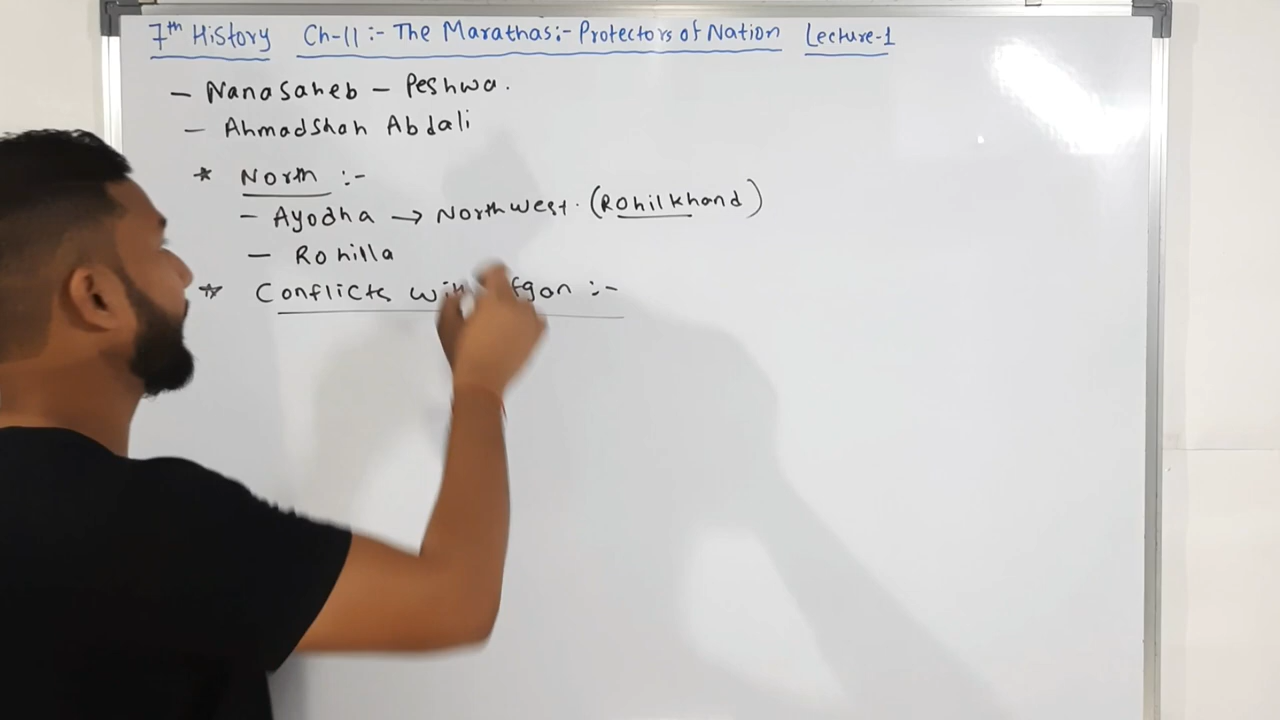 7th History Ch-11:- The Marathas:- Protectors of Nation Lecture-1
- Nanasaheb - Peshwa.
- Ahmadshah Abdali
* North :-
- Ayodha → Northwest. (Rohilkhand)
- Rohilla
* Conflicts :-